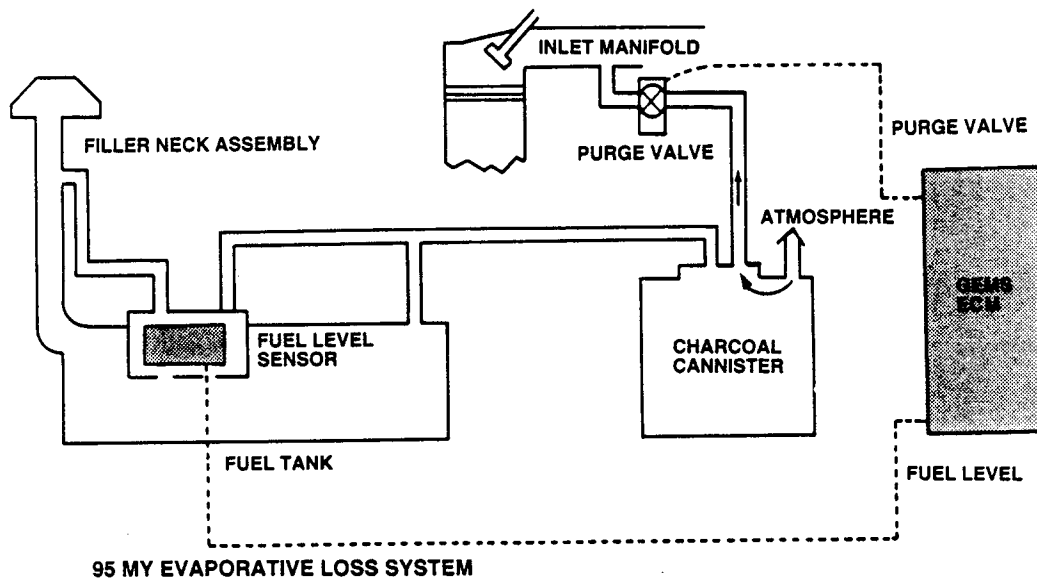 INLET MANIFOLD
FILLER NECK ASSEMBLY
PURGE VALVE
PURGE VALVE
ATMOSPHERE
GEMS
ECM
FUEL LEVEL
SENSOR
CHARCOAL
CANNISTER
FUEL TANK
FUEL LEVEL
95 MY EVAPORATIVE LOSS SYSTEM